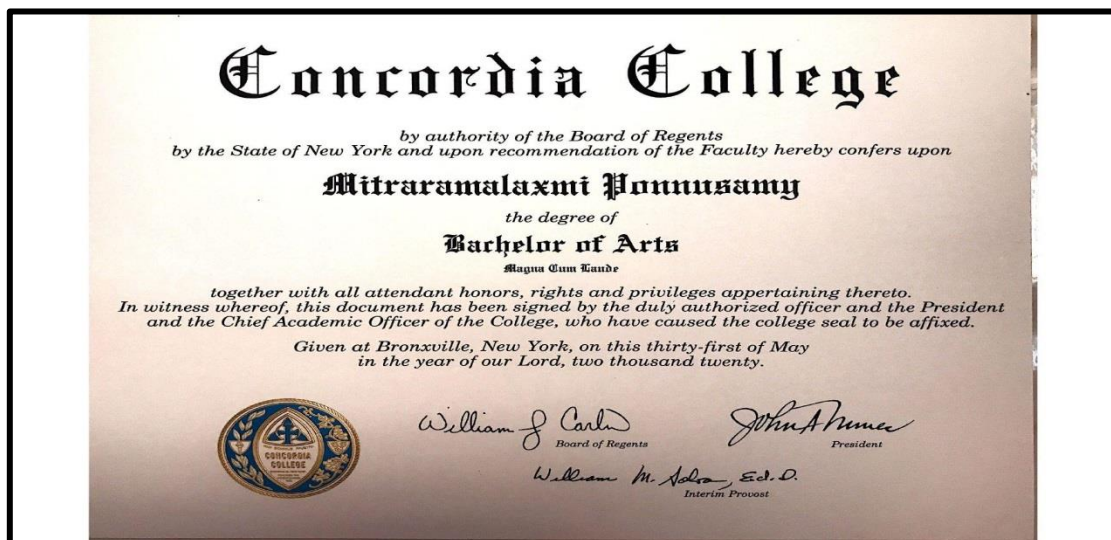 Concordia College
by authority of the Board of Regents
by the State of New York and upon recommendation of the Faculty hereby confers upon
Mitraramalaxmi Ponnusamy
the degree of
Bachelor of Arts
Magna Cum Laude
together with all attendant honors, rights and privileges appertaining thereto.
In witness whereof, this document has been signed by the duly authorized officer and the President
and the Chief Academic Officer of the College, who have caused the college seal to be affixed.
Given at Bronxville, New York, on this thirty-first of May
in the year of our Lord, two thousand twenty.
William J Carlin
Board of Regents
John A Nunes
President
William M. , Ed.D.
Interim Provost
CONCORDIA
COLLEGE